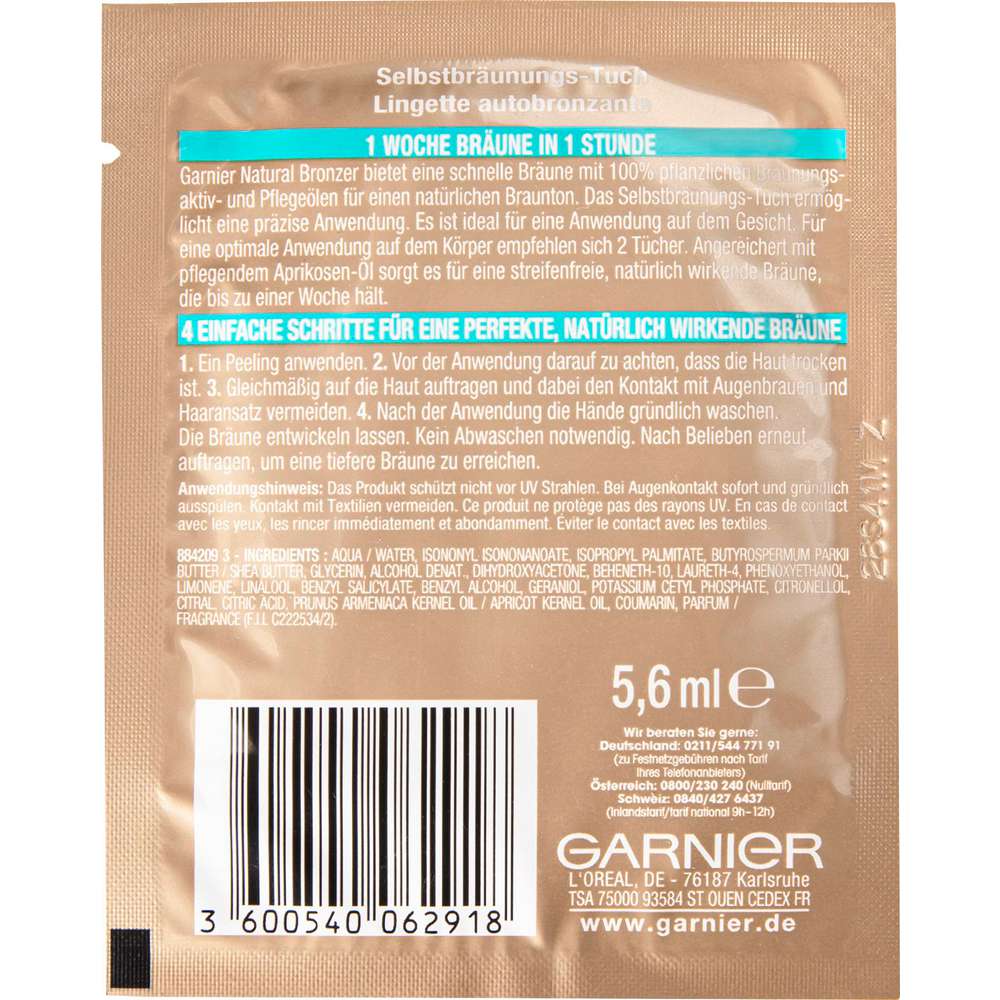 Selbstbräunungs-Tuch
Lingette autobronzante
1 WOCHE BRÄUNE IN 1 STUNDE
Garnier Natural Bronzer bietet eine schnelle Bräune mit 100% pflanzlichen Bräunungs-
aktiv- und Pflegeölen für einen natürlichen Braunton. Das Selbstbräunungs-Tuch ermög-
licht eine präzise Anwendung. Es ist ideal für eine Anwendung auf dem Gesicht. Für
eine optimale Anwendung auf dem Körper empfehlen sich 2 Tücher. Angereichert mit
pflegendem Aprikosen-Öl sorgt es für eine streifenfreie, natürlich wirkende Bräune,
die bis zu einer Woche hält.
4 EINFACHE SCHRITTE FÜR EINE PERFEKTE, NATÜRLICH WIRKENDE BRÄUNE
1. Ein Peeling anwenden. 2. Vor der Anwendung darauf zu achten, dass die Haut trocken
ist. 3. Gleichmäßig auf die Haut auftragen und dabei den Kontakt mit Augenbrauen und
Haaransatz vermeiden. 4. Nach der Anwendung die Hände gründlich waschen.
Die Bräune entwickeln lassen. Kein Abwaschen notwendig. Nach Belieben erneut
auftragen, um eine tiefere Bräune zu erreichen.
Anwendungshinweis: Das Produkt schützt nicht vor UV Strahlen. Bei Augenkontakt sofort und gründlich
ausspülen. Kontakt mit Textilien vermeiden. Ce produit ne protège pas des rayons UV. En cas de contact
avec les yeux, les rincer immédiatement et abondamment. Éviter le contact avec les textiles.
884209 3 - INGREDIENTS : AQUA / WATER, ISONONYL ISONONANOATE, ISOPROPYL PALMITATE, BUTYROSPERMUM PARKII
BUTTER / SHEA BUTTER, GLYCERIN, ALCOHOL DENAT., DIHYDROXYACETONE, BEHENETH-10, LAURETH-4, PHENOXYETHANOL,
LIMONENE, LINALOOL, BENZYL SALICYLATE, BENZYL ALCOHOL, GERANIOL, POTASSIUM CETYL PHOSPHATE, CITRONELLOL,
CITRAL, CITRIC ACID, PRUNUS ARMENIACA KERNEL OIL / APRICOT KERNEL OIL, COUMARIN, PARFUM /
FRAGRANCE (F.I.L C222534/2).
5,6 ml e
Wir beraten Sie gerne:
Deutschland: 0211/544 771 91
(zu Festnetzgebühren nach Tarif
Ihres Telefonanbieters)
Österreich: 0800/230 240 (Nulltarif)
Schweiz: 0840/427 6437
(Inlandstarif/tarif national 9h-12h)
GARNIER
L'OREAL, DE - 76187 Karlsruhe
TSA 75000 93584 ST OUEN CEDEX FR
www.garnier.de
3 600540 062918